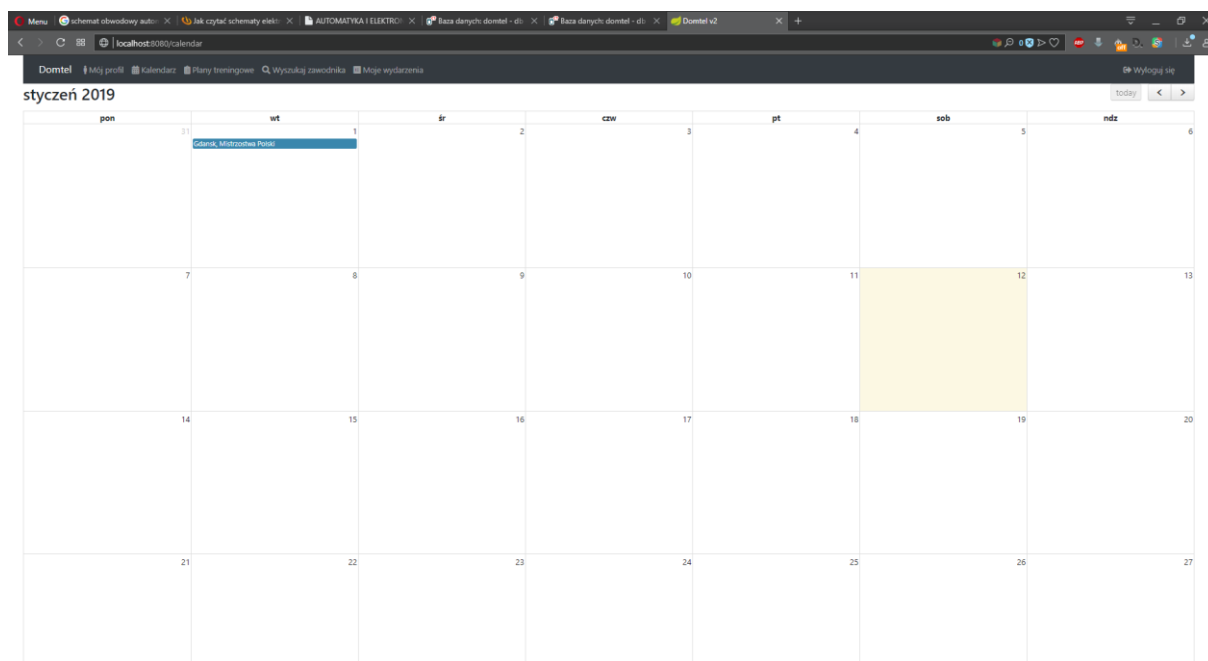 Menu schemat obwodowy autor Jak czytać schematy elektr AUTOMATYKA I ELEKTRON Baza danych: domtel - db Baza danych: domtel - db Domtel v2
localhost:8080/calendar
Domtel Mój profil Kalendarz Plany treningowe Wyszukaj zawodnika Moje wydarzenia Wyloguj się
styczeń 2019 today
pon wt śr czw pt sob ndz
31 1 2 3 4 5 6
Gdansk, Mistrzostwa Polski
7 8 9 10 11 12 13
14 15 16 17 18 19 20
21 22 23 24 25 26 27